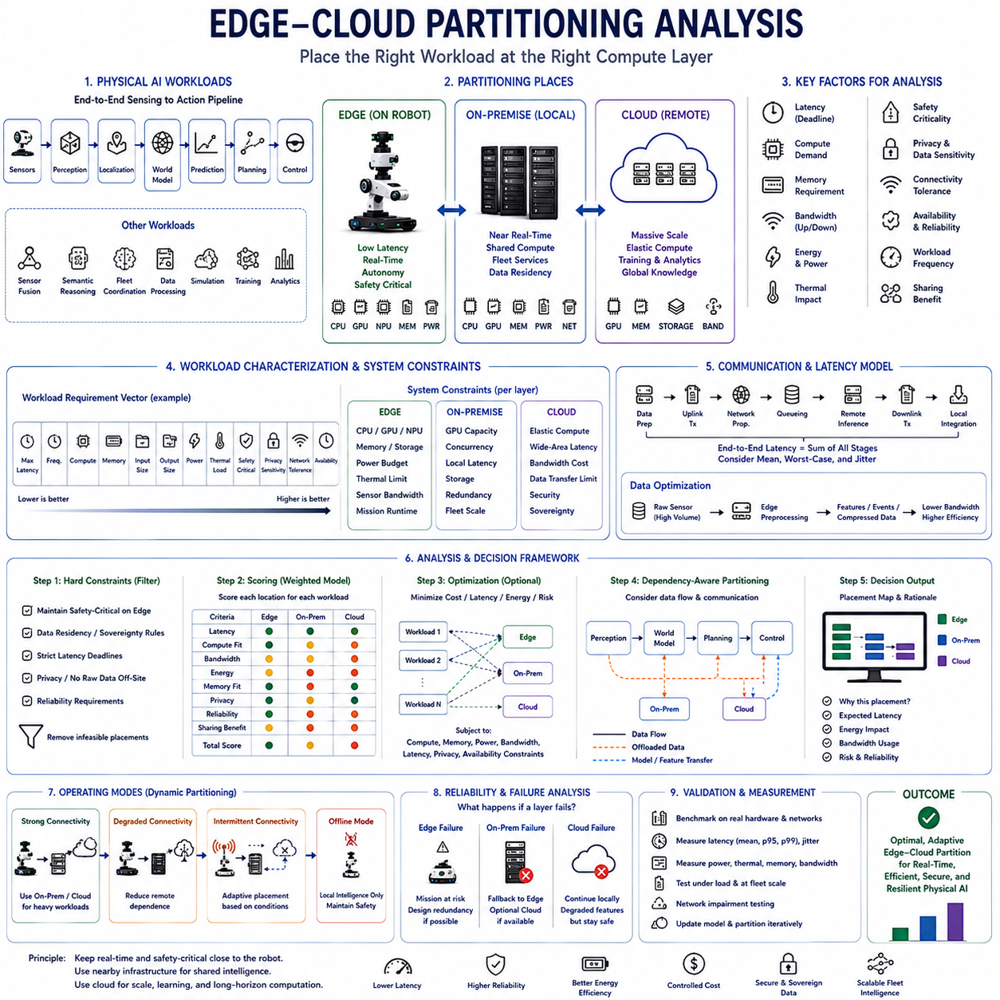 EDGE–CLOUD PARTITIONING ANALYSIS
Place the Right Workload at the Right Compute Layer
1. PHYSICAL AI WORKLOADS
End-to-End Sensing to Action Pipeline
Sensors
Perception
Localization
World
Model
Prediction
Planning
Control
Other Workloads
Sensor
Fusion
Semantic
Reasoning
Fleet
Coordination
Data
Processing
Simulation
Training
Analytics
2. PARTITIONING PLACES
EDGE (ON ROBOT)
Low Latency
Real-Time
Autonomy
Safety Critical
CPU GPU NPU MEM PWR
ON-PREMISE (LOCAL)
Near Real-Time
Shared Compute
Fleet Services
Data Residency
CPU GPU MEM PWR NET
CLOUD (REMOTE)
Massive Scale
Elastic Compute
Training & Analytics
Global Knowledge
GPU MEM STORAGE BAND
3. KEY FACTORS FOR ANALYSIS
Latency
(Deadline)
Compute
Demand
Memory
Requirement
Bandwidth
(Up/Down)
Energy
& Power
Thermal
Impact
Safety
Criticality
Privacy &
Data Sensitivity
Connectivity
Tolerance
Availability
& Reliability
Workload
Frequency
Sharing
Benefit
4. WORKLOAD CHARACTERIZATION & SYSTEM CONSTRAINTS
Workload Requirement Vector (example)
Max
Latency
Freq.
Compute
Memory
Input
Size
Output
Size
Power
Thermal
Load
Safety
Critical
Privacy
Sensitivity
Network
Tolerance
Availability
Lower is better
Higher is better
System Constraints (per layer)
EDGE
CPU / GPU / NPU
Memory / Storage
Power Budget
Thermal Limit
Sensor Bandwidth
Mission Runtime
ON-PREMISE
GPU Capacity
Concurrency
Local Latency
Storage
Redundancy
Fleet Scale
CLOUD
Elastic Compute
Wide-Area Latency
Bandwidth Cost
Data Transfer Limit
Security
Sovereignty
5. COMMUNICATION & LATENCY MODEL
Data
Prep
Uplink
Tx
Network
Prop.
Queueing
Remote
Inference
Downlink
Tx
Local
Integration
End-to-End Latency = Sum of All Stages
Consider Mean, Worst-Case, and Jitter
Data Optimization
Raw Sensor
(High Volume)
Edge
Preprocessing
Features / Events /
Compressed Data
Lower Bandwidth
Higher Efficiency
6. ANALYSIS & DECISION FRAMEWORK
Step 1: Hard Constraints (Filter)
Maintain Safety-Critical on Edge
Data Residency / Sovereignty Rules
Strict Latency Deadlines
Privacy / No Raw Data Off-Site
Reliability Requirements
Remove infeasible placements
Step 2: Scoring (Weighted Model)
Score each location for each workload
Criteria Edge On-Prem Cloud
Latency
Compute Fit
Bandwidth
Energy
Memory Fit
Privacy
Reliability
Sharing Benefit
Total Score
Step 3: Optimization (Optional)
Minimize Cost / Latency / Energy / Risk
Workload 1
Workload 2
Workload N
Edge
On-Prem
Cloud
Subject to:
Compute, Memory, Power, Bandwidth,
Latency, Privacy, Availability Constraints
Step 4: Dependency-Aware Partitioning
Consider data flow & communication
Perception
World
Model
Planning
Control
On-Prem
Cloud
Data Flow
Offloaded Data
Model / Feature Transfer
Step 5: Decision Output
Placement Map & Rationale
Edge
On-Prem
Cloud
Why this placement?
Expected Latency
Energy Impact
Bandwidth Usage
Risk & Reliability
7. OPERATING MODES (Dynamic Partitioning)
Strong Connectivity
Use On-Prem / Cloud
for heavy workloads
Degraded Connectivity
Reduce remote
dependence
Intermittent Connectivity
Adaptive placement
based on conditions
Offline Mode
Local Intelligence Only
Maintain Safety
8. RELIABILITY & FAILURE ANALYSIS
What happens if a layer fails?
Edge Failure
Mission at risk
Design redundancy
if possible
On-Prem Failure
Fallback to Edge
Optional Cloud
if available
Cloud Failure
Continue locally
Degraded features
but stay safe
9. VALIDATION & MEASUREMENT
Benchmark on real hardware & networks
Measure latency (mean, p95, p99), jitter
Measure power, thermal, memory, bandwidth
Test under load & at fleet scale
Network impairment testing
Update model & partition iteratively
OUTCOME
Optimal, Adaptive
Edge–Cloud Partition
for Real-Time,
Efficient, Secure, and
Resilient Physical AI
Principle: Keep real-time and safety-critical close to the robot.
Use nearby infrastructure for shared intelligence.
Use cloud for scale, learning, and long-horizon computation.
Lower Latency
Higher Reliability
Better Energy
Efficiency
Controlled Cost
Secure & Sovereign
Data
Scalable Fleet
Intelligence